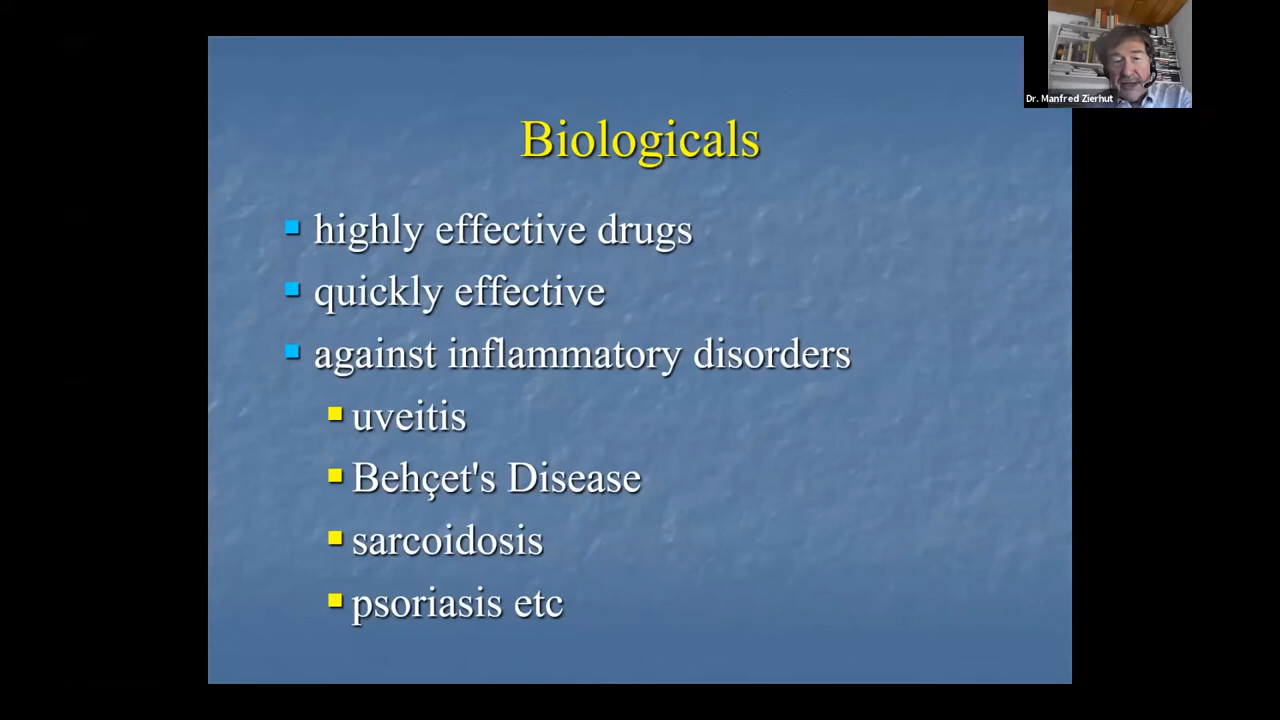 Dr. Manfred Zierhut
Biologicals
highly effective drugs
quickly effective
against inflammatory disorders
uveitis
Behçet's Disease
sarcoidosis
psoriasis etc